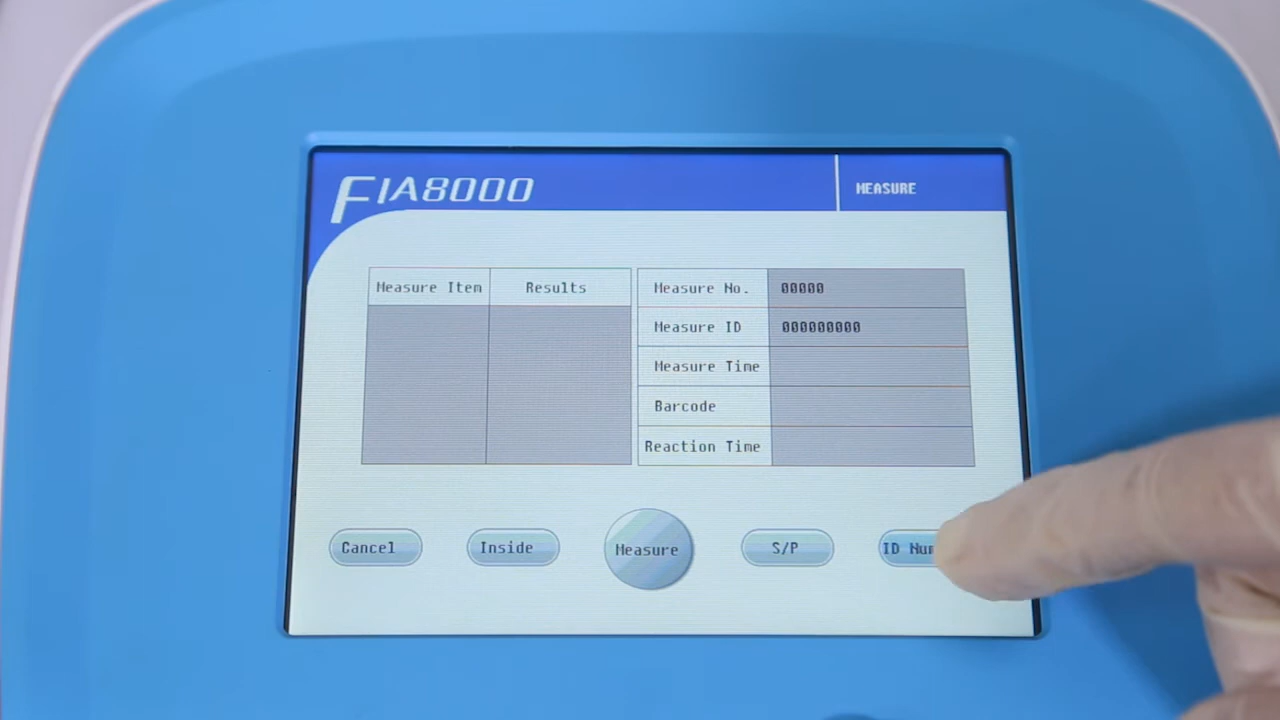 FIA8000
MEASURE
Measure Item Results
Measure No. 00000
Measure ID 000000000
Measure Time
Barcode
Reaction Time
Cancel Inside Measure S/P ID